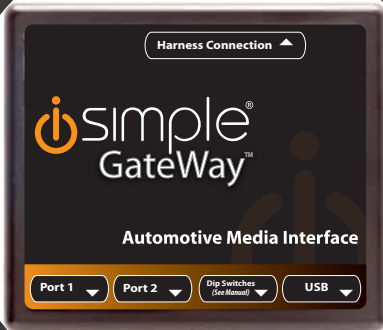 Harness Connection
isimple®
GateWay™
Automotive Media Interface
Port 1
Port 2
Dip Switches
(See Manual)
USB